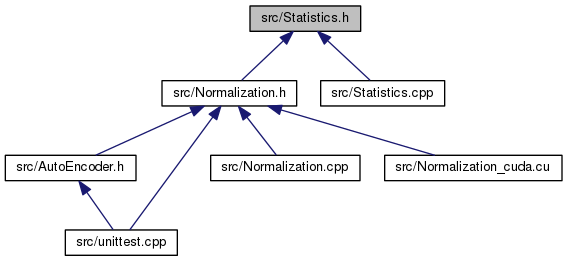 src/Statistics.h
src/Normalization.h
src/Statistics.cpp
src/AutoEncoder.h
src/Normalization.cpp
src/Normalization_cuda.cu
src/unittest.cpp